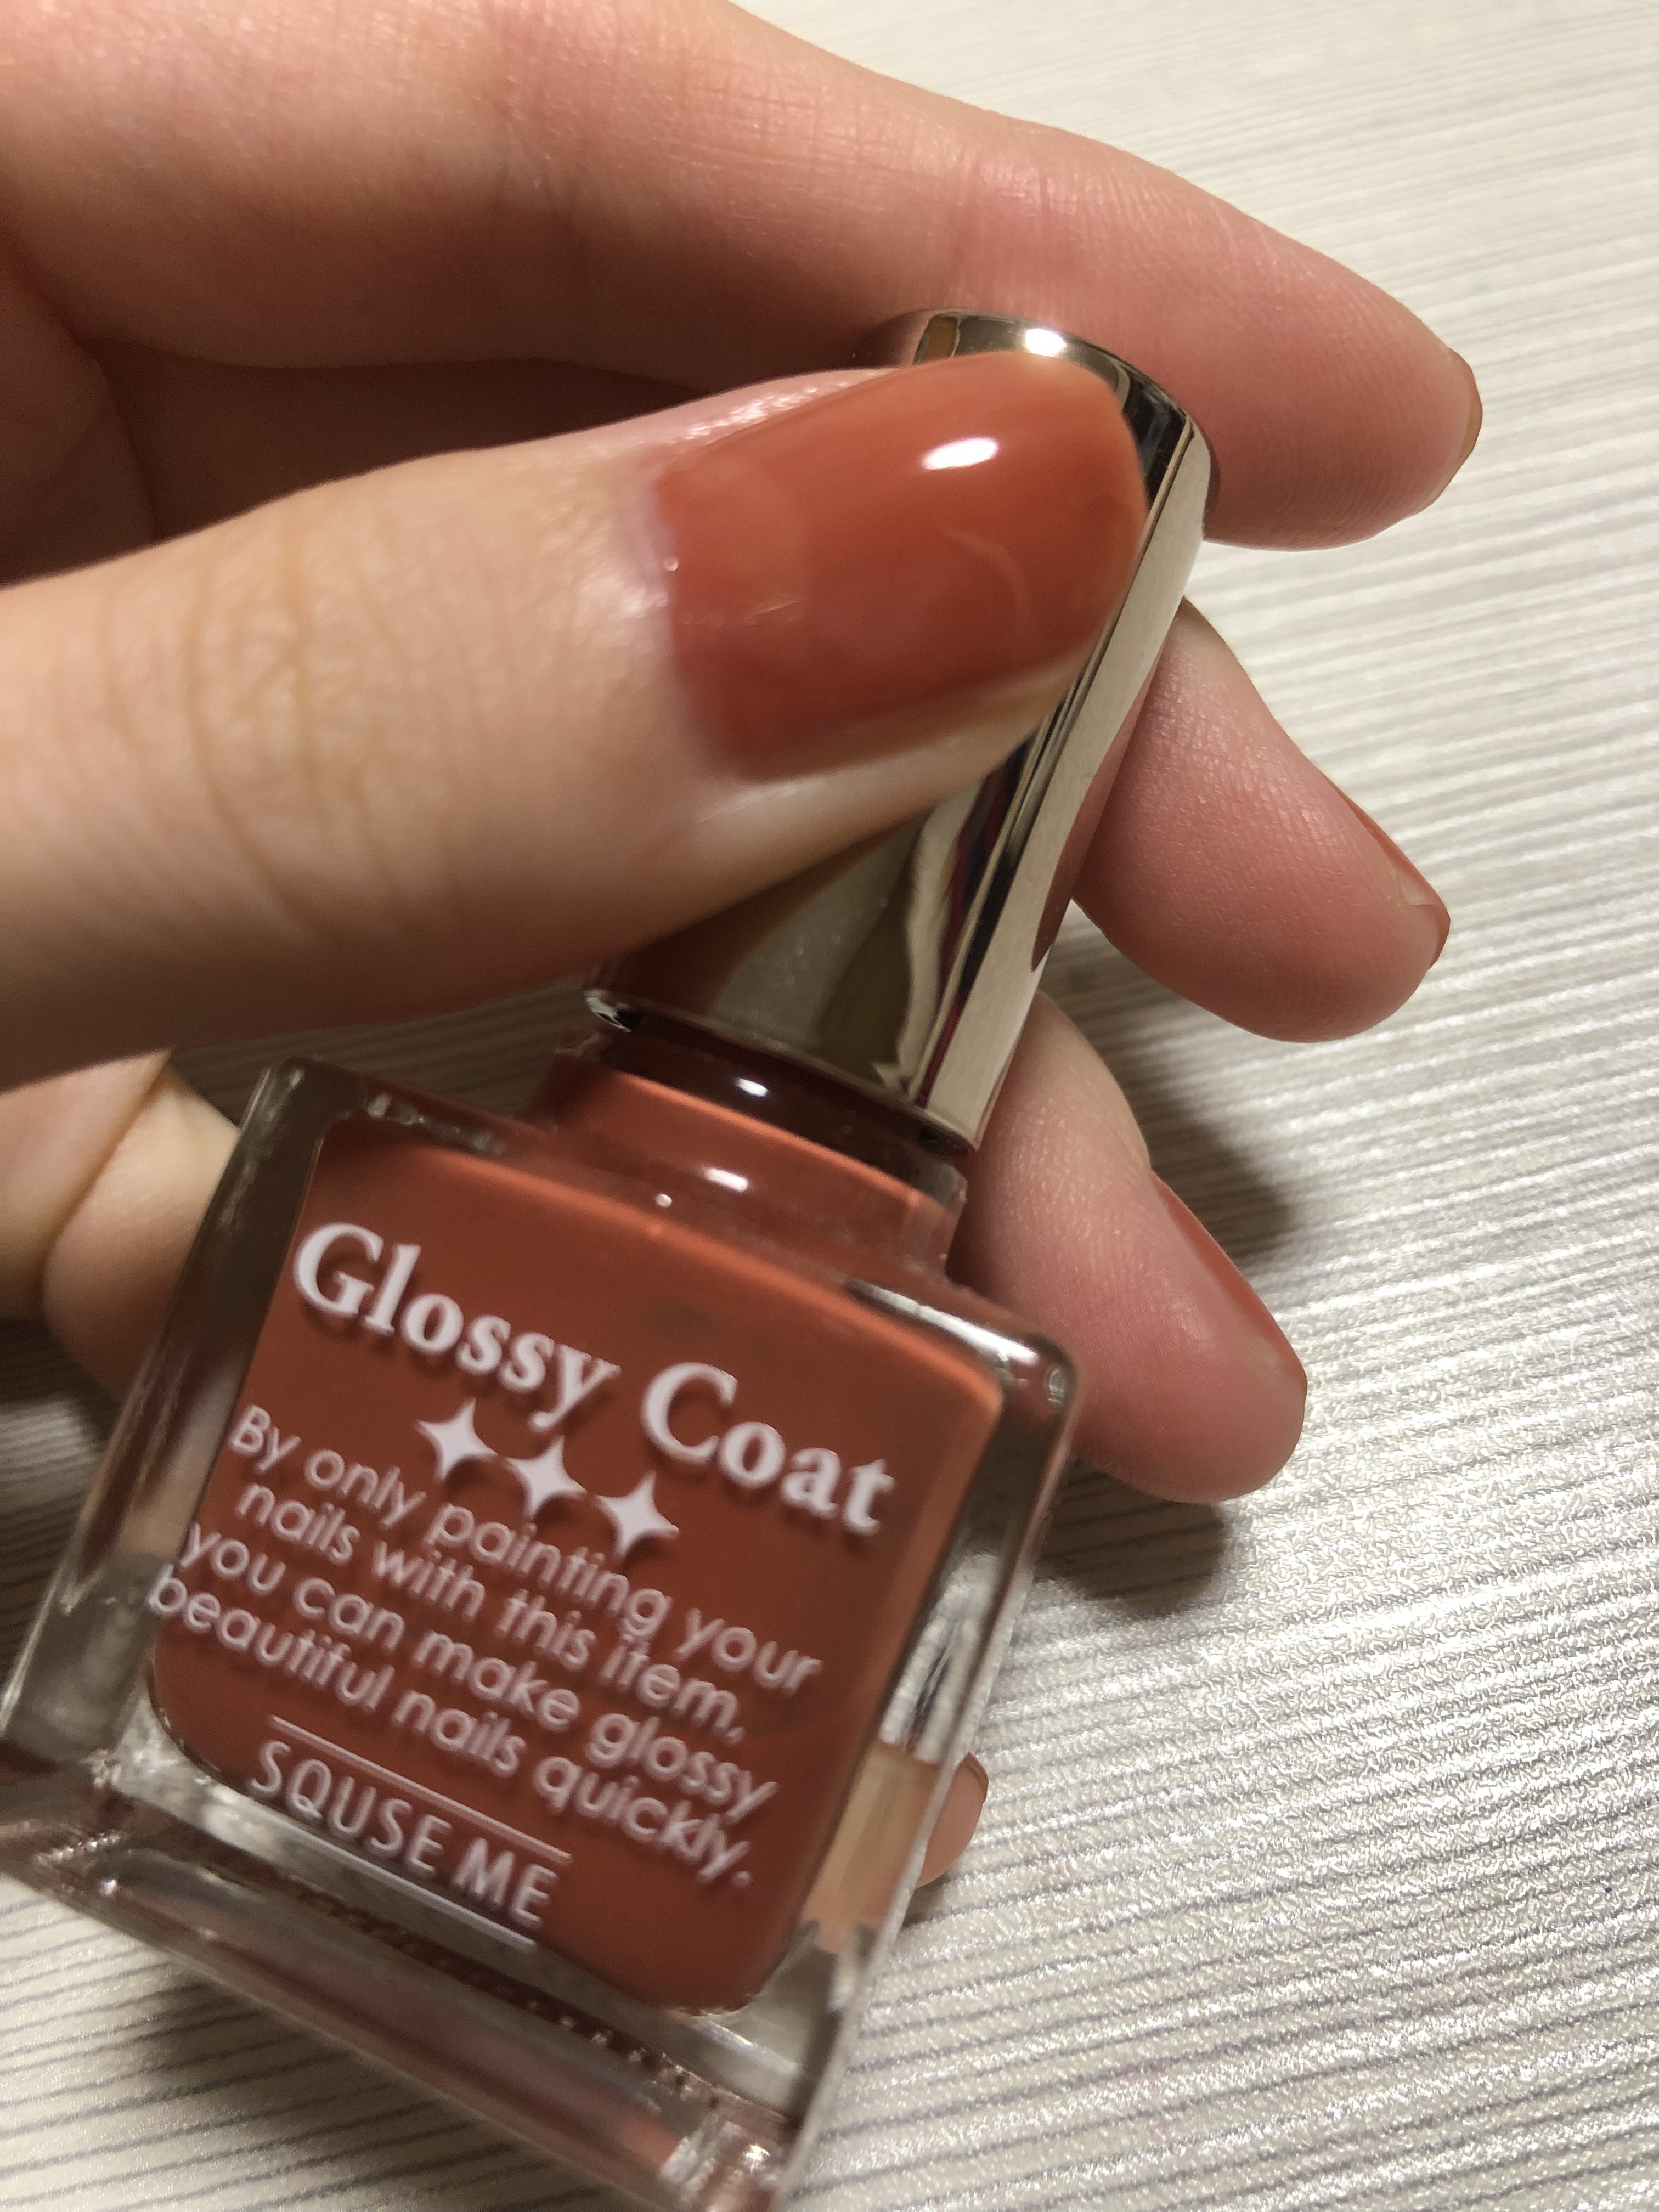 Glossy Coat
By only painting your
nails with this item,
you can make glossy
beautiful nails quickly.
SQUSE ME